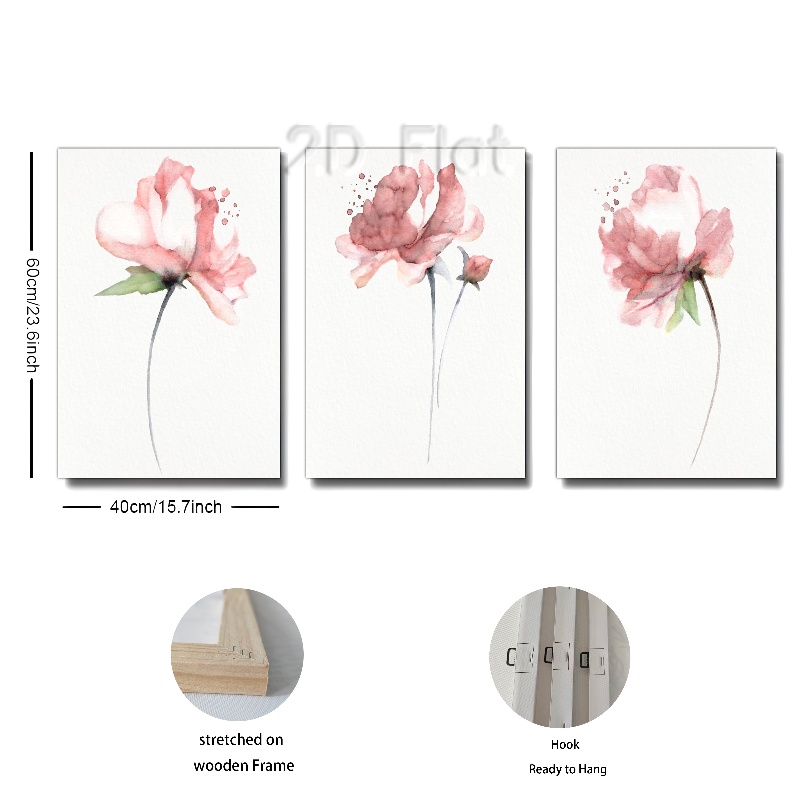 2D Flat
60cm/23.6inch
40cm/15.7inch
stretched on
wooden Frame
Hook
Ready to Hang